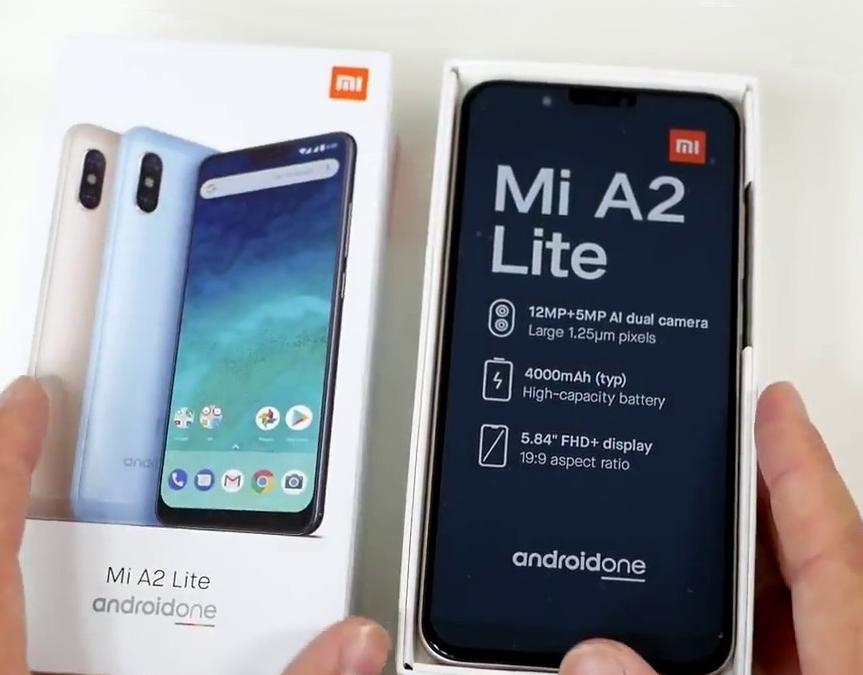 mi
andr
Mi A2 Lite
androidone
mi
Mi A2
Lite
12MP+5MP AI dual camera
Large 1.25μm pixels
4000mAh (typ)
High-capacity battery
5.84" FHD+ display
19:9 aspect ratio
androidone